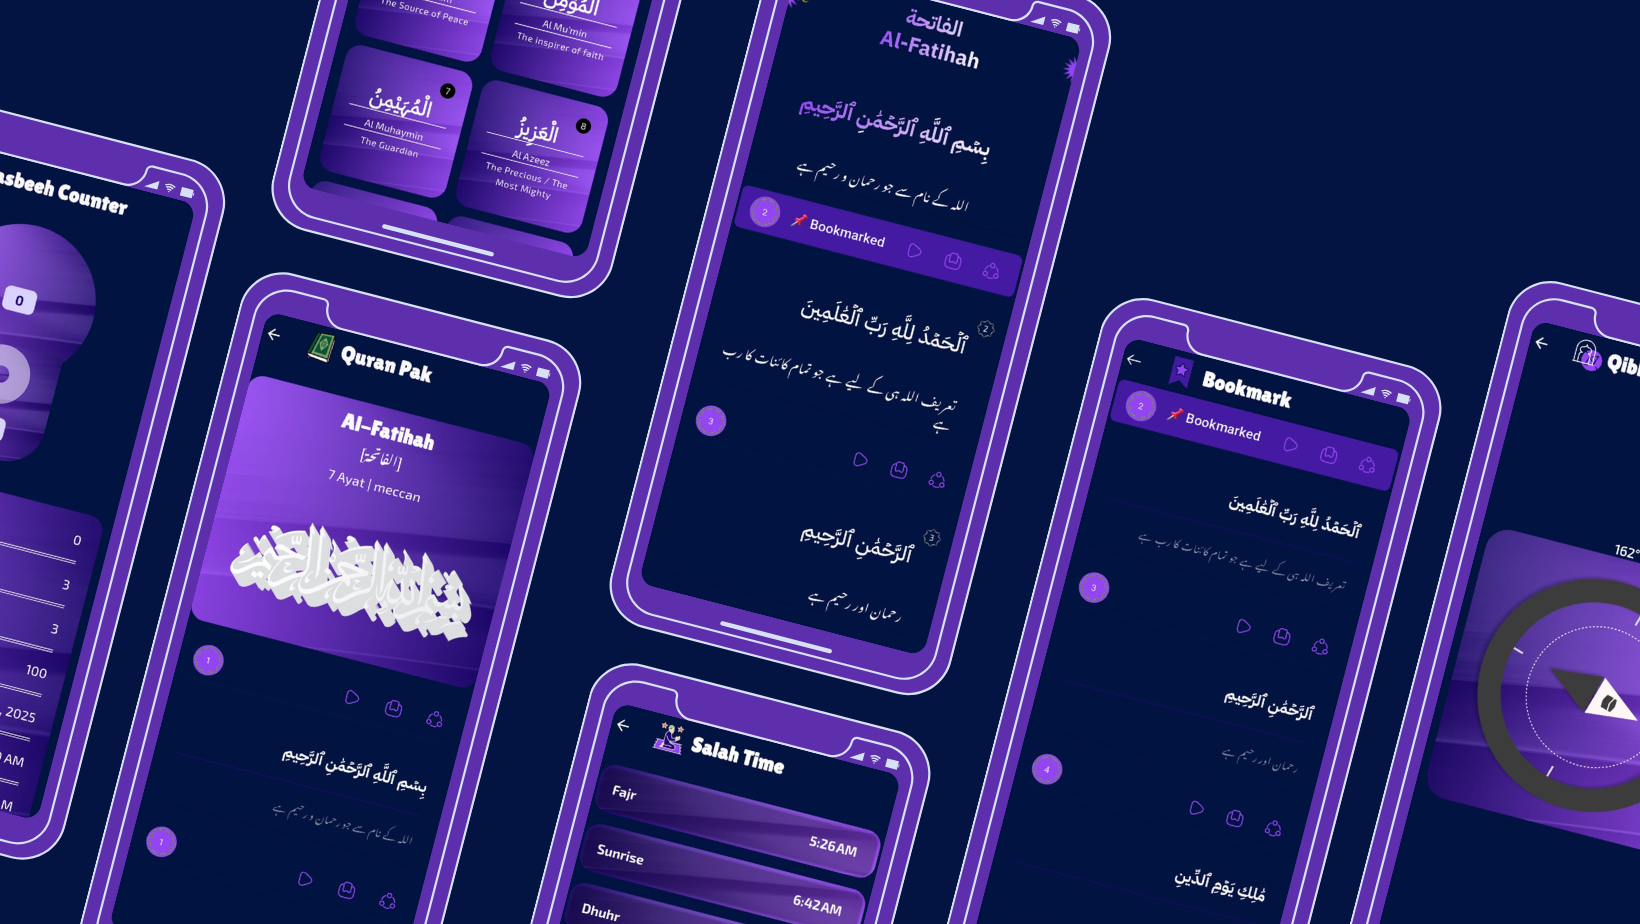 asbeeh Counter
0
0
3
3
100
, 2025
AM
M
The Source of Peace
الْمُؤْمِنُ
Al Mu'min
The inspirer of faith
7
الْمُهَيْمِنُ
Al Muhaymin
The Guardian
8
الْعَزِيزُ
Al Azeez
The Precious / The
Most Mighty
Quran Pak
Al-Fatihah
[الفاتحة]
7 Ayat | meccan
بسم الله الرحمن الرحيم
1
بِسْمِ ٱللَّهِ ٱلرَّحْمَٰنِ ٱلرَّحِيمِ
اللہ کے نام سے جو رحمان و رحیم ہے
1
الفاتحة
Al-Fatihah
بِسْمِ ٱللَّهِ ٱلرَّحْمَٰنِ ٱلرَّحِيمِ
اللہ کے نام سے جو رحمان و رحیم ہے
2 📌 Bookmarked
ٱلْحَمْدُ لِلَّهِ رَبِّ ٱلْعَٰلَمِينَ 2
تعریف اللہ ہی کے لیے ہے جو تمام کائنات کا رب
ہے
3
ٱلرَّحْمَٰنِ ٱلرَّحِيمِ 3
رحمان اور رحیم ہے
Salah Time
Fajr
5:26AM
Sunrise
6:42AM
Dhuhr
Bookmark
2 📌 Bookmarked
ٱلْحَمْدُ لِلَّهِ رَبِّ ٱلْعَٰلَمِينَ
تعریف اللہ ہی کے لیے ہے جو تمام کائنات کا رب ہے
3
ٱلرَّحْمَٰنِ ٱلرَّحِيمِ
رحمان اور رحیم ہے
4
مَٰلِكِ يَوْمِ ٱلدِّينِ
Qib
162°